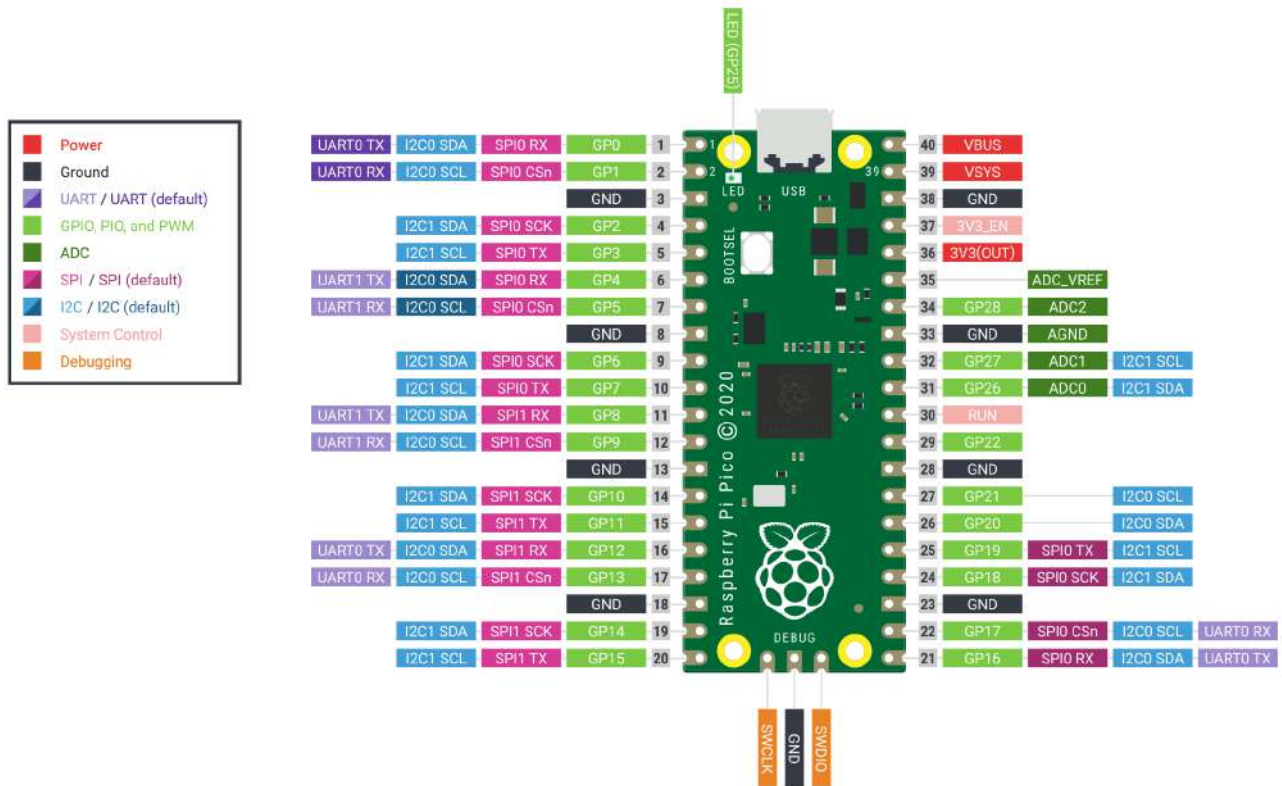 LED (GP25)
Power
Ground
UART / UART (default)
GPIO, PIO, and PWM
ADC
SPI / SPI (default)
I2C / I2C (default)
System Control
Debugging
UART0 TX I2C0 SDA SPI0 RX GP0 1
UART0 RX I2C0 SCL SPI0 CSn GP1 2
GND 3
I2C1 SDA SPI0 SCK GP2 4
I2C1 SCL SPI0 TX GP3 5
UART1 TX I2C0 SDA SPI0 RX GP4 6
UART1 RX I2C0 SCL SPI0 CSn GP5 7
GND 8
I2C1 SDA SPI0 SCK GP6 9
I2C1 SCL SPI0 TX GP7 10
UART1 TX I2C0 SDA SPI1 RX GP8 11
UART1 RX I2C0 SCL SPI1 CSn GP9 12
GND 13
I2C1 SDA SPI1 SCK GP10 14
I2C1 SCL SPI1 TX GP11 15
UART0 TX I2C0 SDA SPI1 RX GP12 16
UART0 RX I2C0 SCL SPI1 CSn GP13 17
GND 18
I2C1 SDA SPI1 SCK GP14 19
I2C1 SCL SPI1 TX GP15 20
1
2
39
LED
USB
BOOTSEL
Raspberry Pi Pico © 2020
DEBUG
40 VBUS
39 VSYS
38 GND
37 3V3_EN
36 3V3(OUT)
35 ADC_VREF
34 GP28 ADC2
33 GND AGND
32 GP27 ADC1 I2C1 SCL
31 GP26 ADC0 I2C1 SDA
30 RUN
29 GP22
28 GND
27 GP21 I2C0 SCL
26 GP20 I2C0 SDA
25 GP19 SPI0 TX I2C1 SCL
24 GP18 SPI0 SCK I2C1 SDA
23 GND
22 GP17 SPI0 CSn I2C0 SCL UART0 RX
21 GP16 SPI0 RX I2C0 SDA UART0 TX
SWCLK
GND
SWDIO